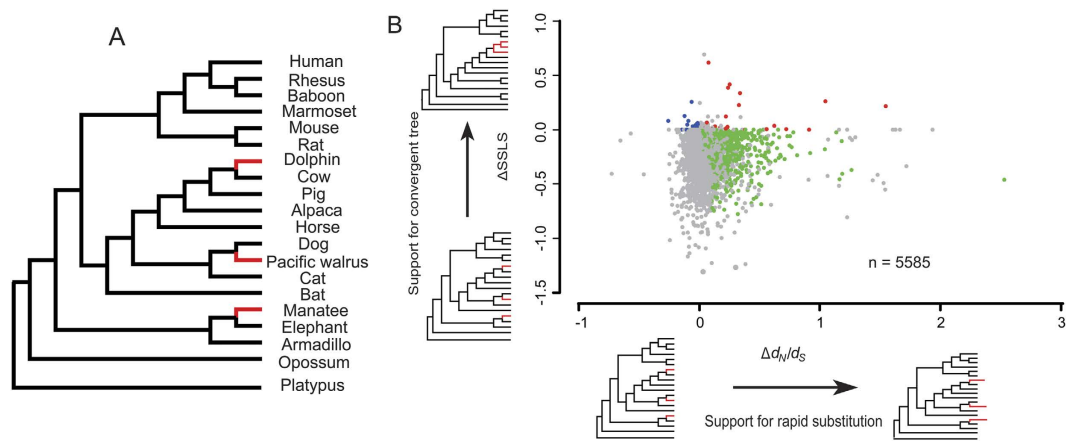 A
Human
Rhesus
Baboon
Marmoset
Mouse
Rat
Dolphin
Cow
Pig
Alpaca
Horse
Dog
Pacific walrus
Cat
Bat
Manatee
Elephant
Armadillo
Opossum
Platypus
B
Support for convergent tree
ΔSSLS
1.0
0.5
0.0
-0.5
-1.0
-1.5
n = 5585
-1
0
1
2
3
ΔdN/dS
Support for rapid substitution